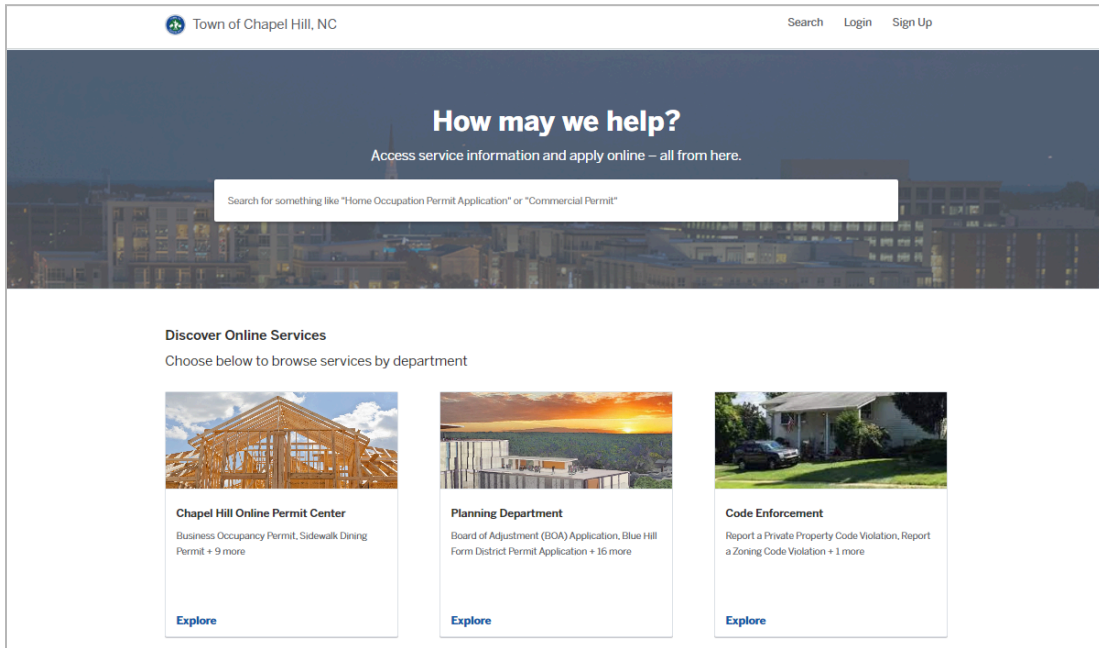 Town of Chapel Hill, NC
Search Login Sign Up
How may we help?
Access service information and apply online – all from here.
Search for something like "Home Occupation Permit Application" or "Commercial Permit"
Discover Online Services
Choose below to browse services by department
Chapel Hill Online Permit Center
Business Occupancy Permit, Sidewalk Dining
Permit + 9 more
Explore
Planning Department
Board of Adjustment (BOA) Application, Blue Hill
Form District Permit Application + 16 more
Explore
Code Enforcement
Report a Private Property Code Violation, Report
a Zoning Code Violation + 1 more
Explore